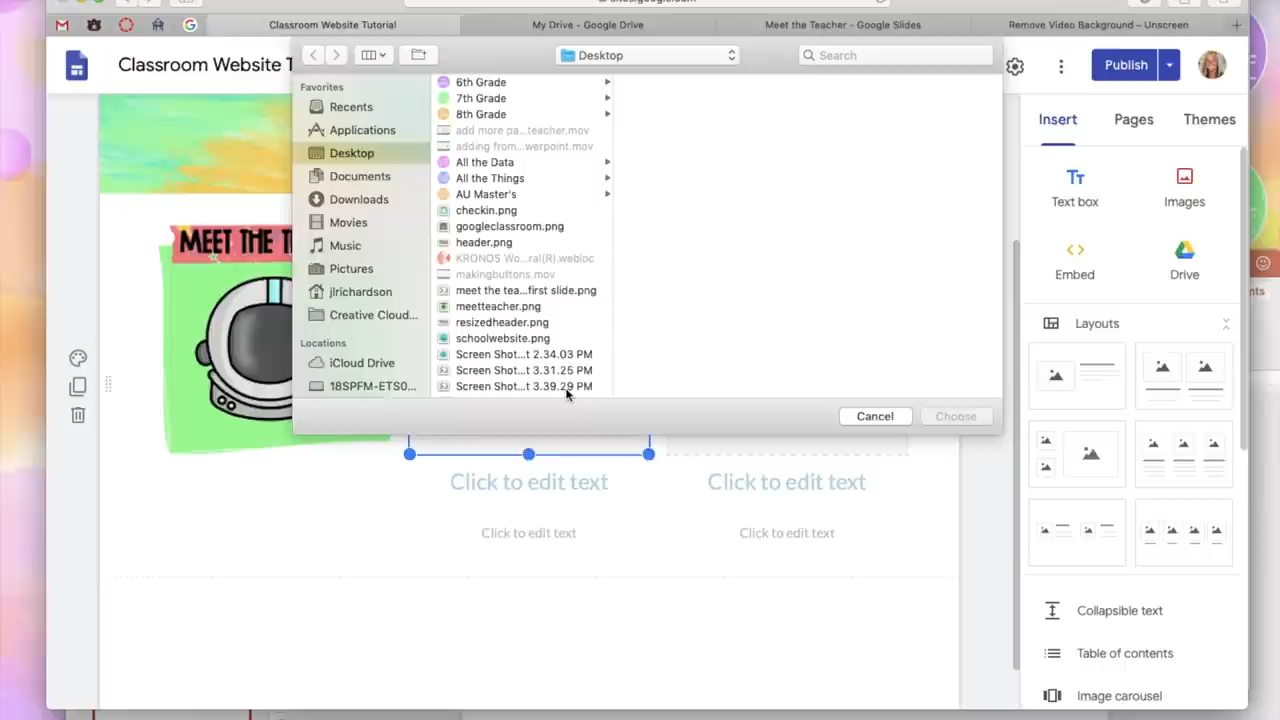 sites.google.com
Classroom Website Tutorial
My Drive - Google Drive
Meet the Teacher - Google Slides
Remove Video Background – Unscreen
Classroom Website T
Desktop
Search
Publish
Favorites
Recents
Applications
Desktop
Documents
Downloads
Movies
Music
Pictures
jlrichardson
Creative Cloud...
Locations
iCloud Drive
18SPFM-ETS0...
6th Grade
7th Grade
8th Grade
add more pa...teacher.mov
adding from...werpoint.mov
All the Data
All the Things
AU Master's
checkin.png
googleclassroom.png
header.png
KRONOS Wo...ral(R).webloc
makingbuttons.mov
meet the tea...first slide.png
meetteacher.png
resizedheader.png
schoolwebsite.png
Screen Shot...t 2.34.03 PM
Screen Shot...t 3.31.25 PM
Screen Shot...t 3.39.29 PM
Cancel
Choose
MEET THE T
Click to edit text
Click to edit text
Click to edit text
Click to edit text
Insert
Pages
Themes
Text box
Images
Embed
Drive
Layouts
Collapsible text
Table of contents
Image carousel
nts